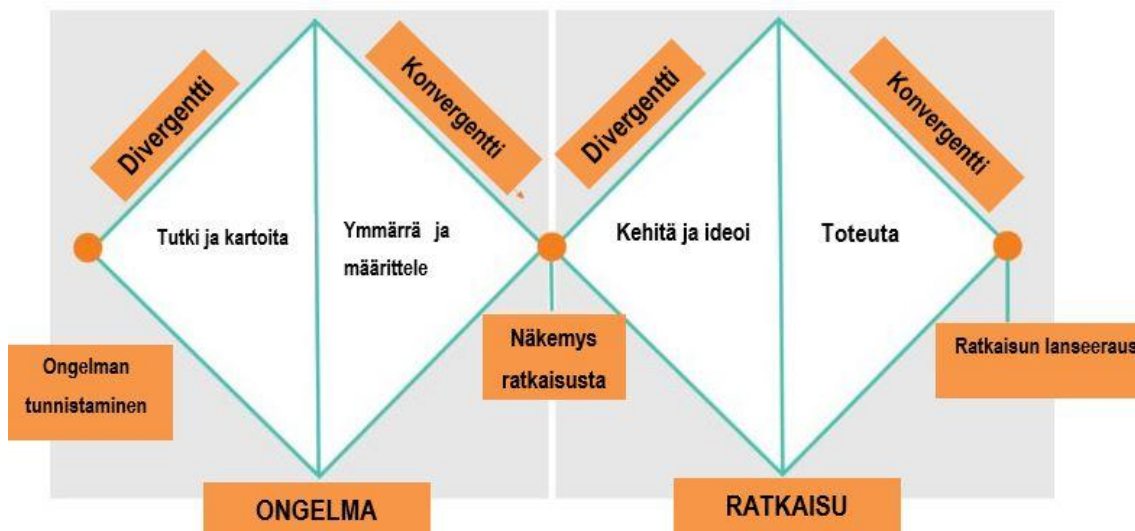 Divergentti
Konvergentti
Divergentti
Konvergentti
Tutki ja kartoita
Ymmärrä ja
määrittele
Kehitä ja ideoi
Toteuta
Ongelman
tunnistaminen
Näkemys
ratkaisusta
Ratkaisun lanseeraus
ONGELMA
RATKAISU